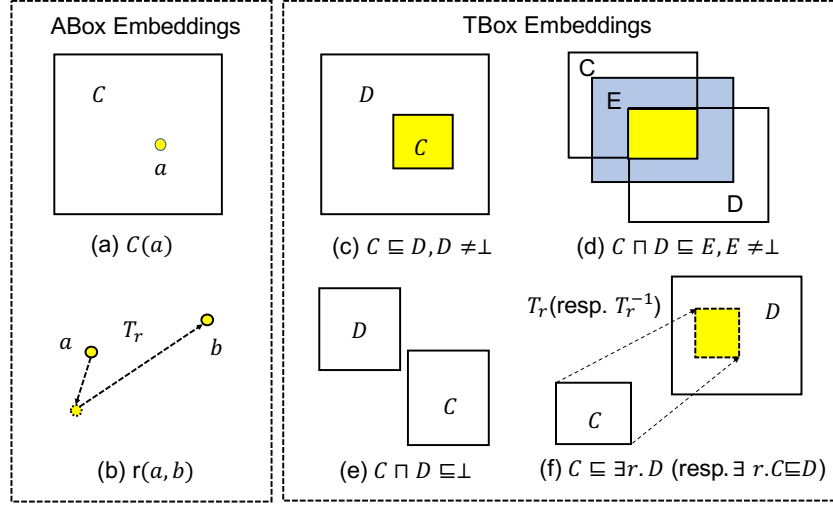 ABox Embeddings
C
a
(a) C(a)
a
T_r
b
(b) r(a, b)
TBox Embeddings
D
C
(c) C ⊑ D, D ≠⊥
C
E
D
(d) C ⊓ D ⊑ E, E ≠⊥
D
C
(e) C ⊓ D ⊑⊥
T_r(resp. T_r^{-1})
D
C
(f) C ⊑ ∃r. D (resp. ∃ r. C⊑D)